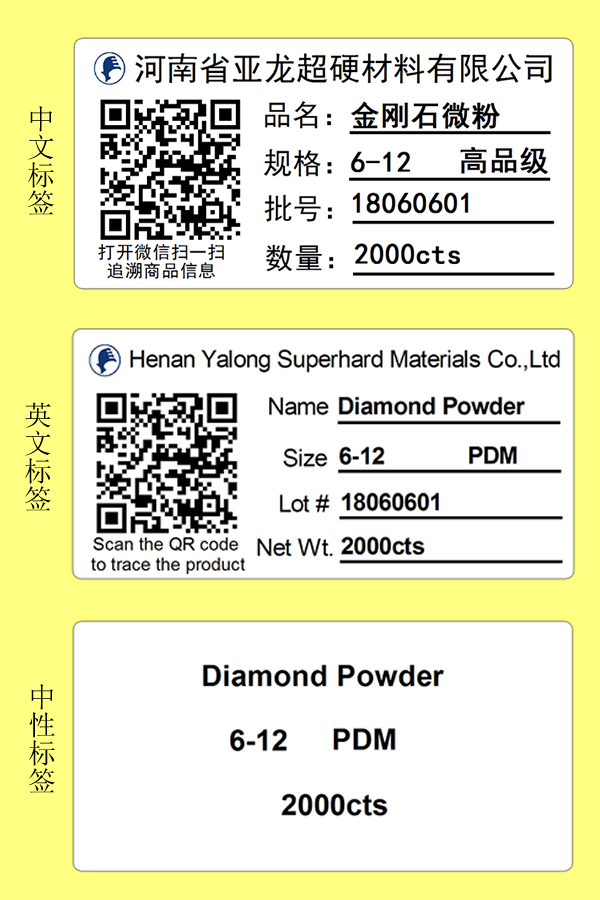 中文标签
河南省亚龙超硬材料有限公司
品名：金刚石微粉
规格：6-12 高品级
批号：18060601
数量：2000cts
打开微信扫一扫
追溯商品信息
英文标签
Henan Yalong Superhard Materials Co.,Ltd
Name Diamond Powder
Size 6-12 PDM
Lot # 18060601
Net Wt. 2000cts
Scan the QR code
to trace the product
中性标签
Diamond Powder
6-12 PDM
2000cts